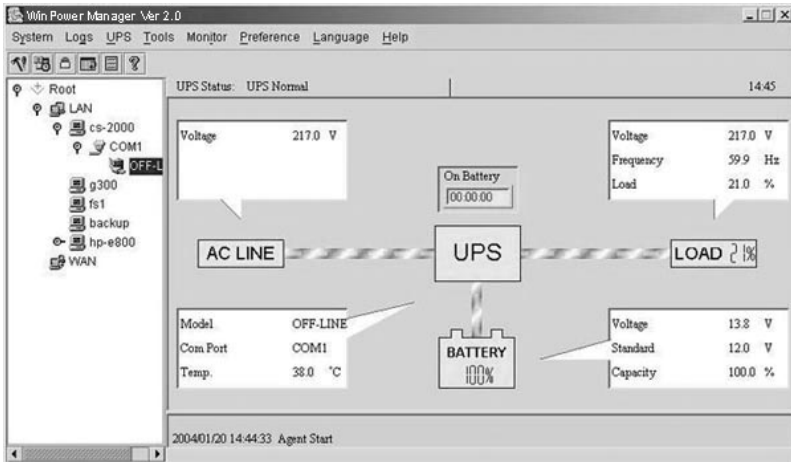 Win Power Manager Ver 2.0
System Logs UPS Tools Monitor Preference Language Help
Root
LAN
cs-2000
COM1
OFF-L
g300
fs1
backup
hp-e800
WAN
UPS Status: UPS Normal 14:45
Voltage 217.0 V
On Battery
00:00:00
Voltage 217.0 V
Frequency 59.9 Hz
Load 21.0 %
AC LINE
UPS
LOAD 21%
Model OFF-LINE
Com Port COM1
Temp. 38.0 °C
BATTERY
100%
Voltage 13.8 V
Standard 12.0 V
Capacity 100.0 %
2004/01/20 14:44:33 Agent Start